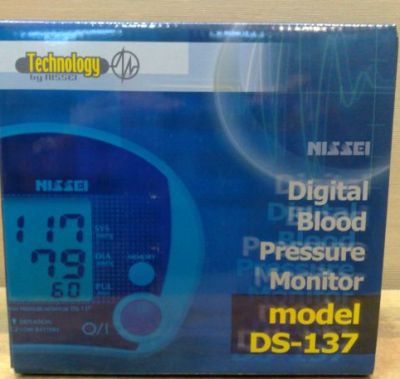 Technology
by NISSEI
NISSEI
Digital
Blood
Pressure
Monitor
model
DS-137
NISSEI
117
SYS.
79
DIA.
MEMORY
60
PUL.
O/I